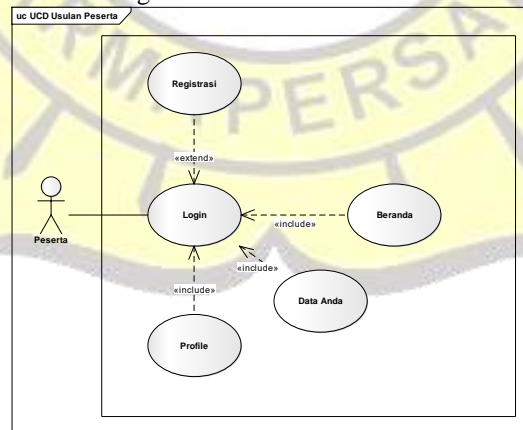 uc UCD Usulan Peserta
Registrasi
«extend»
Login
Beranda
«include»
Peserta
«include»
«include»
Data Anda
Profile